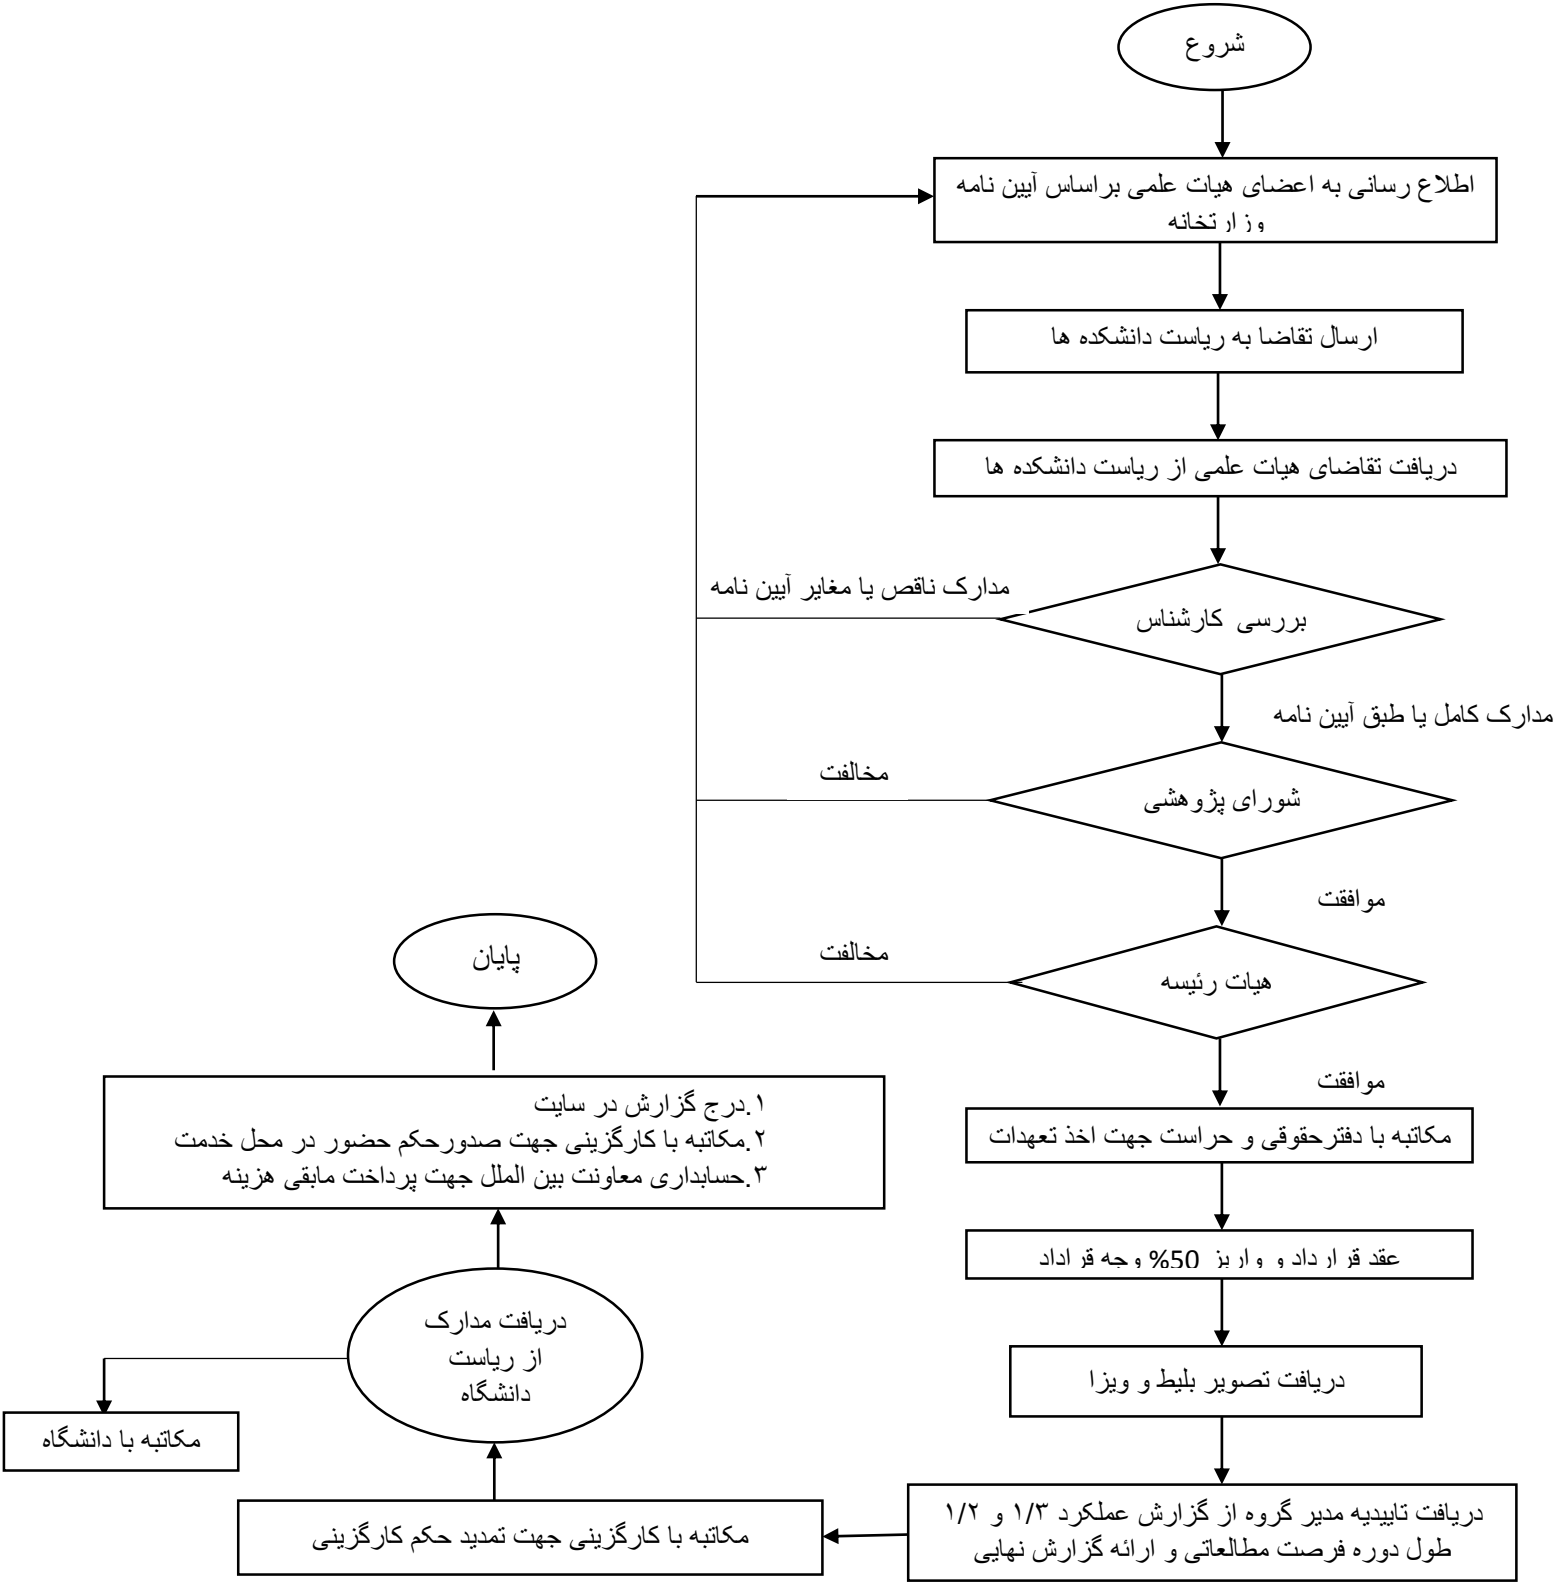 شروع
اطلاع رسانی به اعضای هیات علمی براساس آیین نامه
وزارتخانه
ارسال تقاضا به ریاست دانشکده ها
دریافت تقاضای هیات علمی از ریاست دانشکده ها
مدارک ناقص یا مغایر آیین نامه
بررسی کارشناس
مدارک کامل یا طبق آیین نامه
مخالفت
شورای پژوهشی
موافقت
مخالفت
هیات رئیسه
موافقت
مکاتبه با دفترحقوقی و حراست جهت اخذ تعهدات
عقد قرارداد و واریز 50% وجه قراداد
دریافت تصویر بلیط و ویزا
دریافت تاییدیه مدیر گروه از گزارش عملکرد ۱/۳ و ۱/۲
طول دوره فرصت مطالعاتی و ارائه گزارش نهایی
مکاتبه با کارگزینی جهت تمدید حکم کارگزینی
دریافت مدارک
از ریاست
دانشگاه
مکاتبه با دانشگاه
۱.درج گزارش در سایت
۲.مکاتبه با کارگزینی جهت صدورحکم حضور در محل خدمت
۳.حسابداری معاونت بین الملل جهت پرداخت مابقی هزینه
پایان